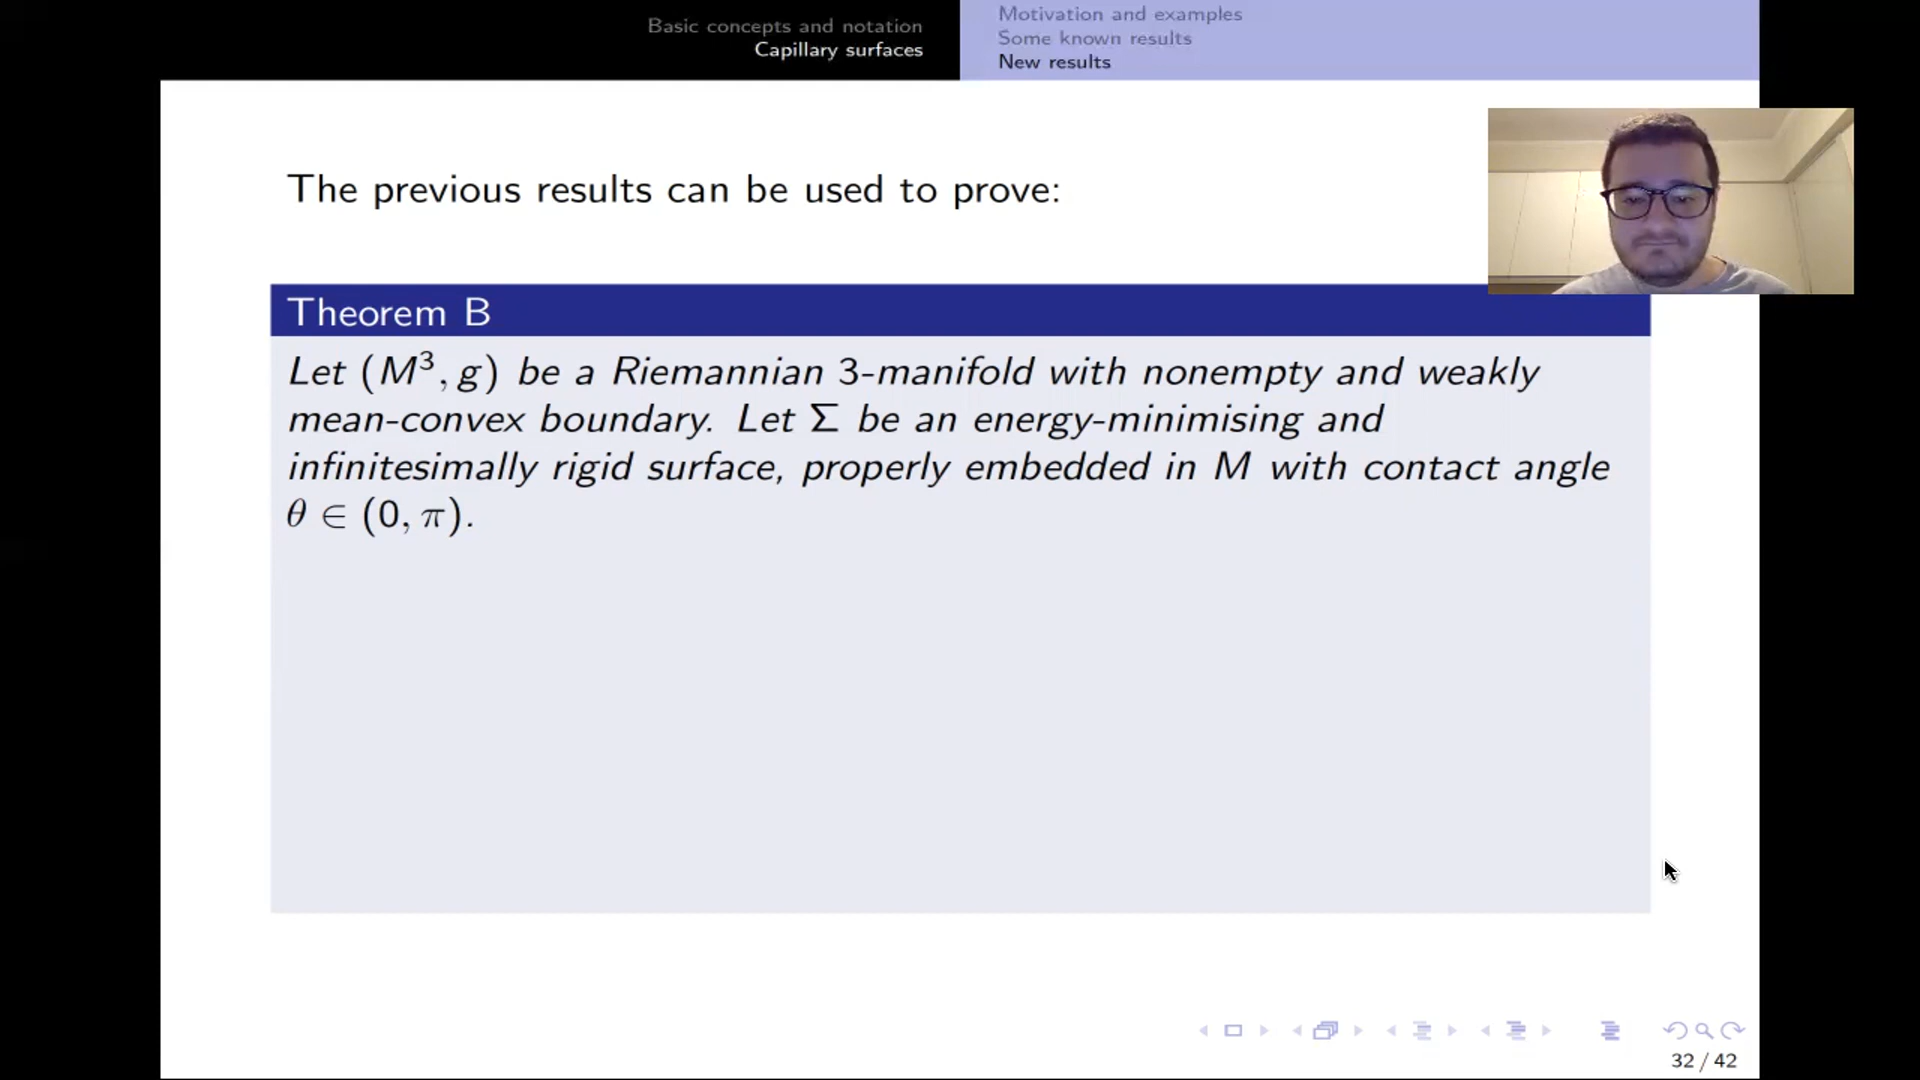 Basic concepts and notation
Capillary surfaces
Motivation and examples
Some known results
New results
The previous results can be used to prove:
Theorem B
Let (M³, g) be a Riemannian 3-manifold with nonempty and weakly
mean-convex boundary. Let Σ be an energy-minimising and
infinitesimally rigid surface, properly embedded in M with contact angle
θ ∈ (0, π).
32 / 42